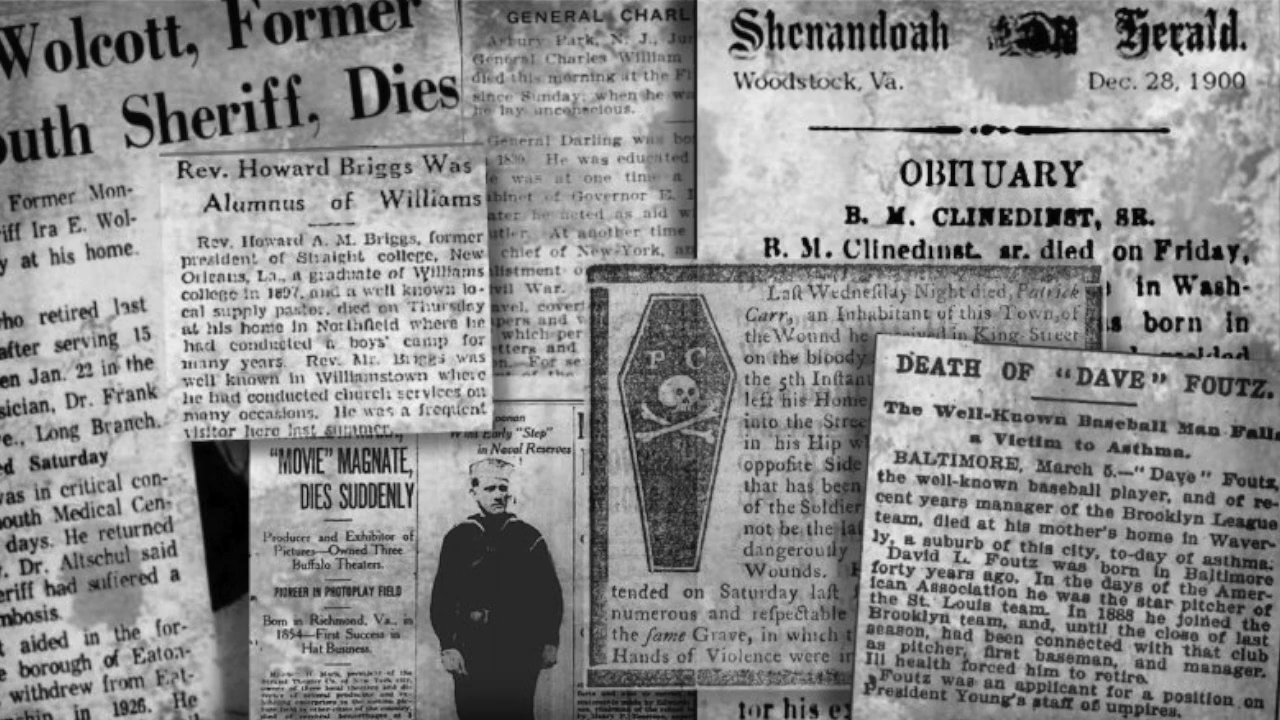 Wolcott, Former
outh Sheriff, Dies
Former Mon-
iff Ira E. Wol-
y at his home.
ho retired last
after serving 15
en Jan. 22 in the
sician, Dr. Frank
e., Long Branch.
ed Saturday
was in critical con-
outh Medical Cen-
days. He returned
. Dr. Altschul said
eriff had suffered a
mbosis.
aided in the for-
e borough of Eaton-
withdrew from Eat-
ship in 1926. He
Rev. Howard Briggs Was
Alumnus of Williams
Rev. Howard A. M. Briggs, former
president of Straight college, New
Orleans, La., a graduate of Williams
college in 1897, and a well known lo-
cal supply pastor, died on Thursday
at his home in Northfield where he
had conducted a boys' camp for
many years. Rev. Mr. Briggs was
well known in Williamstown where
he had conducted church services on
many occasions. He was a frequent
visitor here last summer.
GENERAL CHARL
Asbury Park, N. J., Jun
General Charles William
died this morning at the
since Sunday, when he wa
he lay unconscious.
General Darling was bo
1830. He was educated
e was at one time a
abinet of Governor E. 
ater he acted as aid w
utler. At another time
chief of New-York, an
listment o
ivil War.
avel, cover
pers and
which per
tters and
For se
"MOVIE" MAGNATE,
DIES SUDDENLY
Producer and Exhibitor of
Pictures—Owned Three
Buffalo Theaters.
PIONEER IN PHOTOPLAY FIELD
Born in Richmond, Va., in
1854—First Success in
Hat Business.
Early "Step"
in Naval Reserves
Shenandoah Herald.
Woodstock, Va. Dec. 28, 1900
OBITUARY
B. M. CLINEDINST, SR.
B. M. Clinedinst. sr. died on Friday,
in Wash-
s born in
tor his ex
P C
Last Wednesday Night died, Patrick
Carr, an Inhabitant of this Town, of
the Wound he received in King-Street
on the bloody
the 5th Instant
left his Home
into the Stree
in his Hip w
opposite Side
that has been
of the Soldier
not be the lat
dangerously
Wounds.
tended on Saturday last
numerous and respectable
the same Grave, in which t
Hands of Violence were in
DEATH OF "DAVE" FOUTZ.
The Well-Known Baseball Man Falls
a Victim to Asthma.
BALTIMORE, March 5.—"Dave" Foutz,
the well-known baseball player, and of re-
cent years manager of the Brooklyn League
team, died at his mother's home in Waver-
ly, a suburb of this city, to-day of asthma.
David L. Foutz was born in Baltimore
forty years ago. In the days of the Amer-
ican Association he was the star pitcher of
the St. Louis team. In 1888 he joined the
Brooklyn team, and, until the close of last
season, had been connected with that club
as pitcher, first baseman, and manager.
Ill health forced him to retire.
Foutz was an applicant for a position on
President Young's staff of umpires.